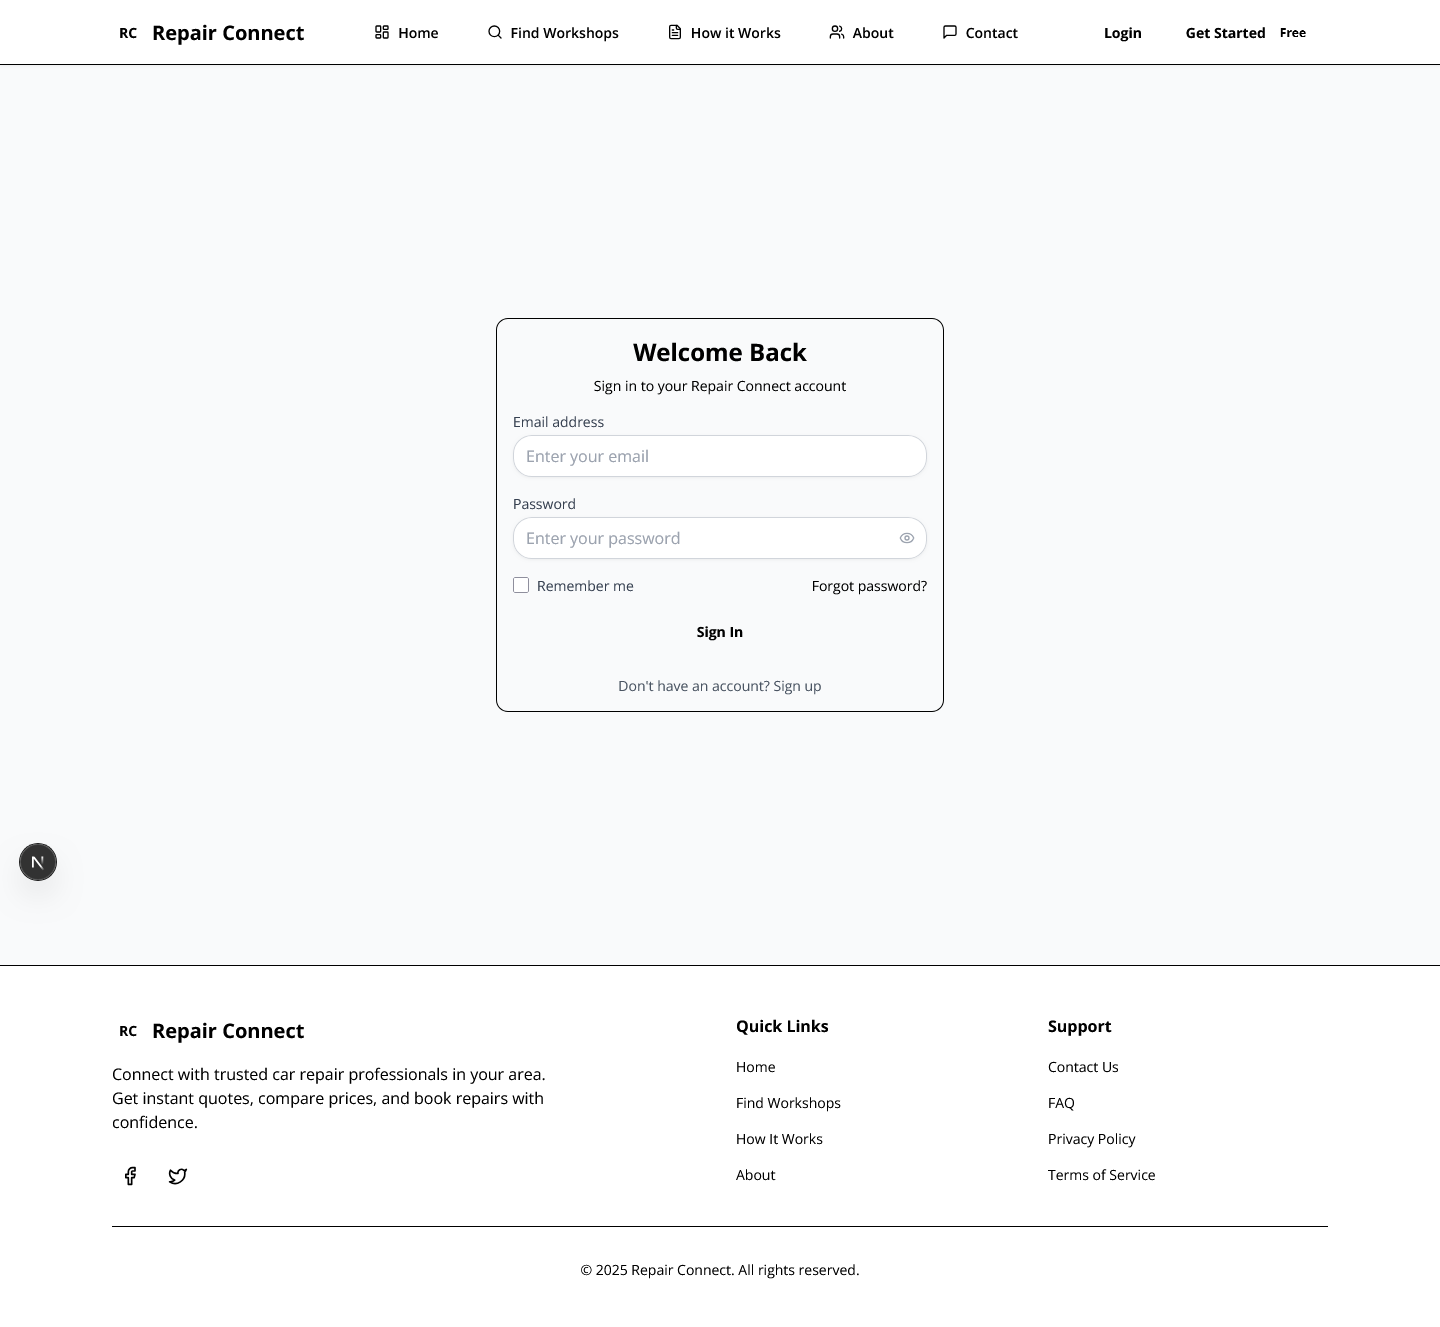 RC Repair Connect Home Find Workshops How it Works About Contact Login Get Started Free
Welcome Back
Sign in to your Repair Connect account
Email address
Enter your email
Password
Enter your password
Remember me Forgot password?
Sign In
Don't have an account? Sign up
N
RC Repair Connect
Connect with trusted car repair professionals in your area.
Get instant quotes, compare prices, and book repairs with
confidence.
Quick Links
Home
Find Workshops
How It Works
About
Support
Contact Us
FAQ
Privacy Policy
Terms of Service
© 2025 Repair Connect. All rights reserved.